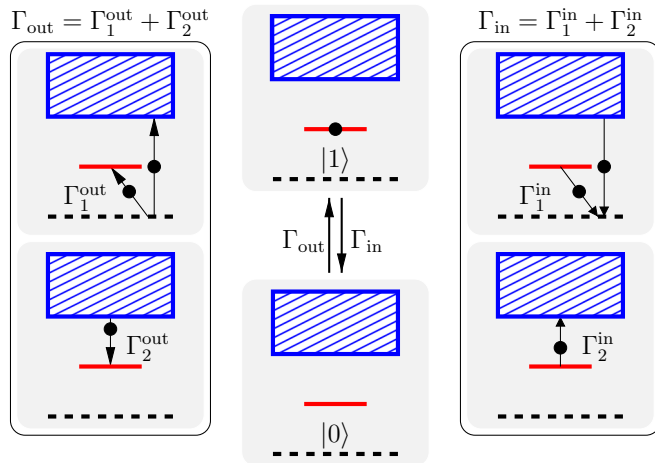 Γ_out = Γ_1^out + Γ_2^out
Γ_in = Γ_1^in + Γ_2^in
|1⟩
Γ_1^out
Γ_1^in
Γ_out
Γ_in
Γ_2^out
Γ_2^in
|0⟩